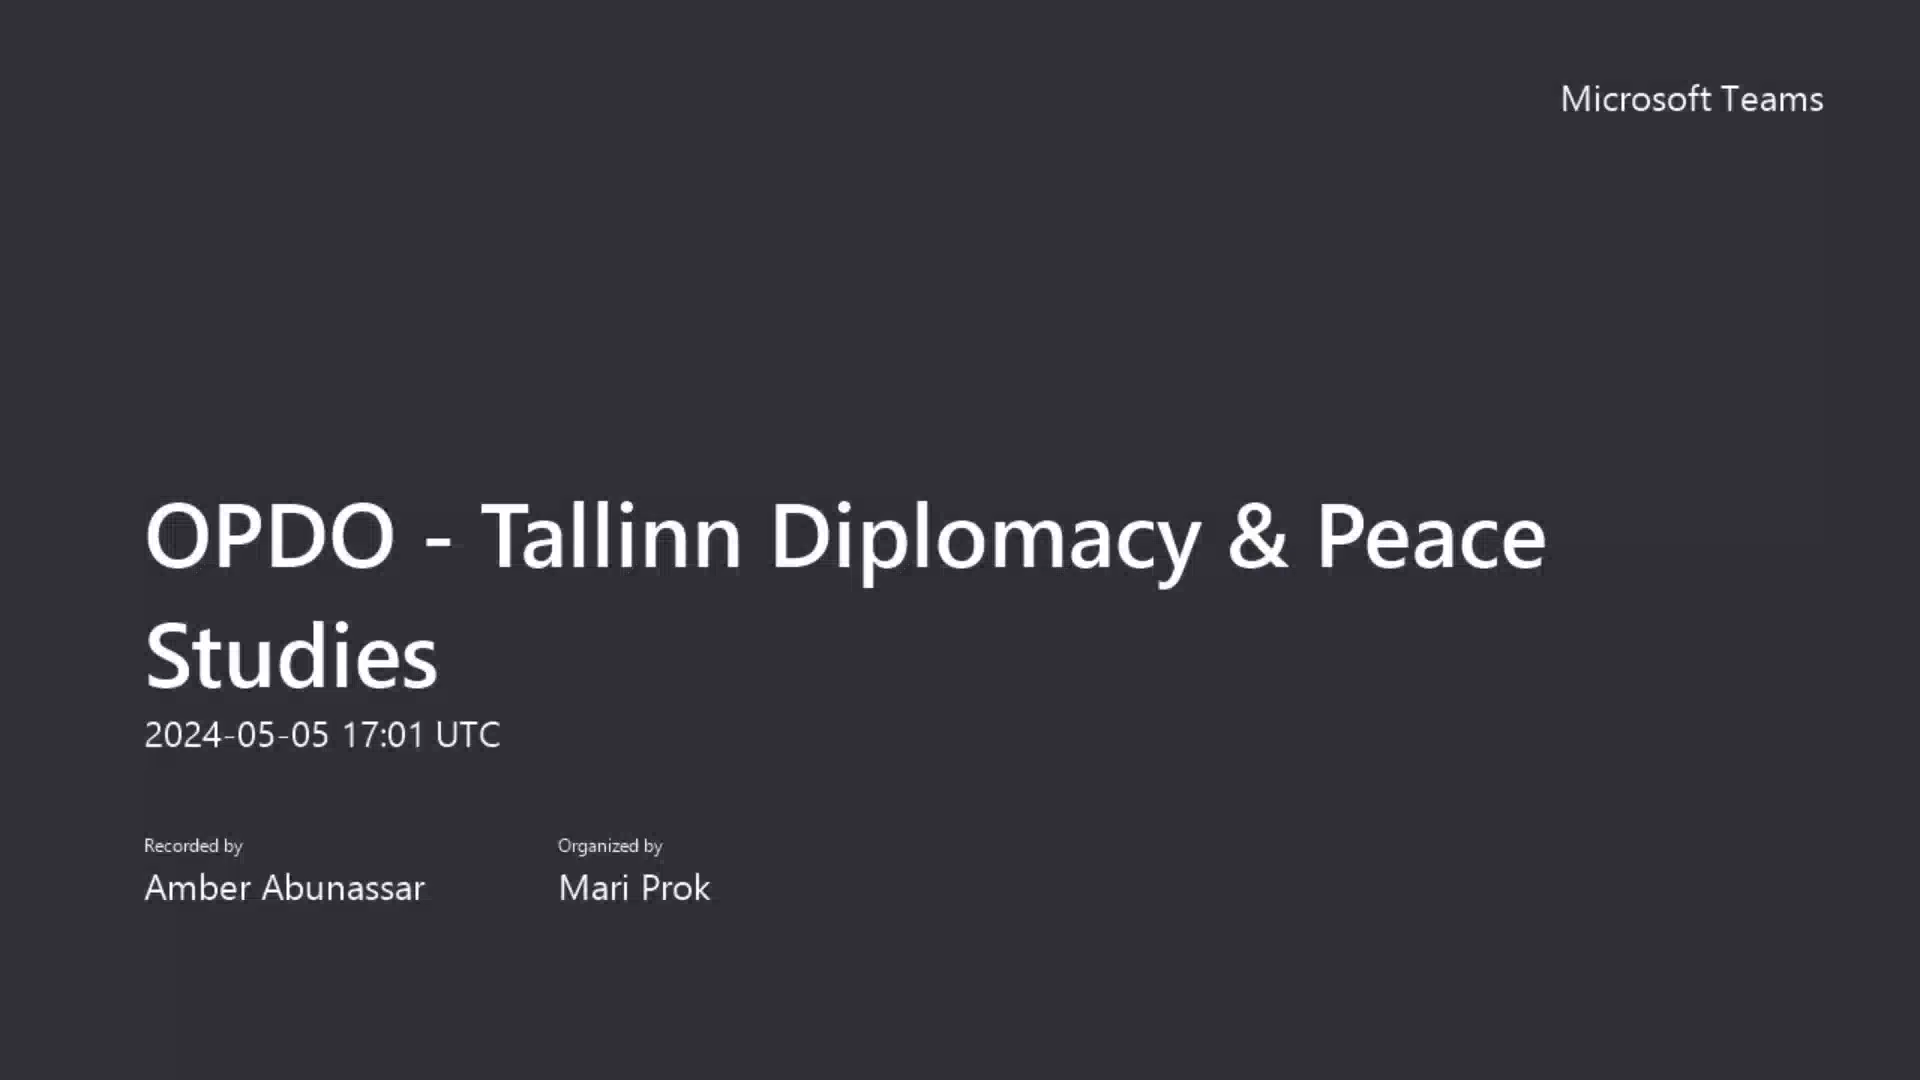 Microsoft Teams
OPDO - Tallinn Diplomacy & Peace
Studies
2024-05-05 17:01 UTC
Recorded by
Organized by
Amber Abunassar
Mari Prok